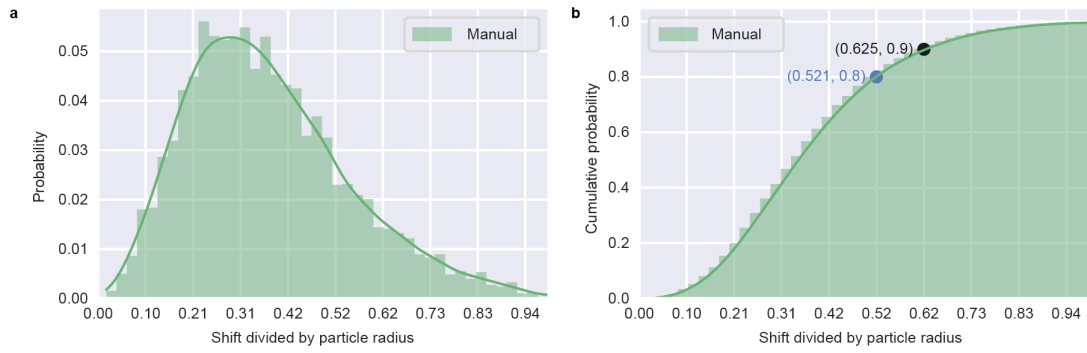 a
Manual
0.05
0.04
0.03
0.02
0.01
0.00
Probability
0.00 0.10 0.21 0.31 0.42 0.52 0.63 0.73 0.83 0.94
Shift divided by particle radius
b
Manual
1.0
0.8
0.6
0.4
0.2
0.0
Cumulative probability
(0.625, 0.9)
(0.521, 0.8)
0.00 0.10 0.21 0.31 0.42 0.52 0.62 0.73 0.83 0.94
Shift divided by particle radius